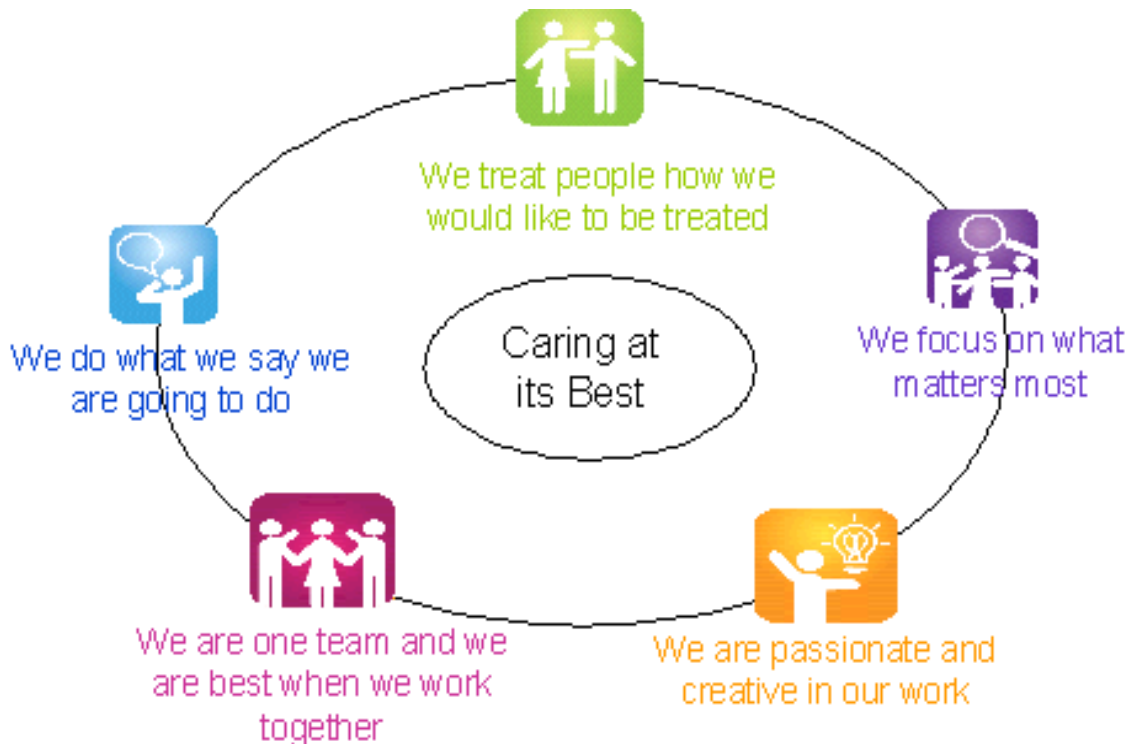 We treat people how we
would like to be treated
We do what we say we
are going to do
Caring at
its Best
We focus on what
matters most
We are one team and we
are best when we work
together
We are passionate and
creative in our work